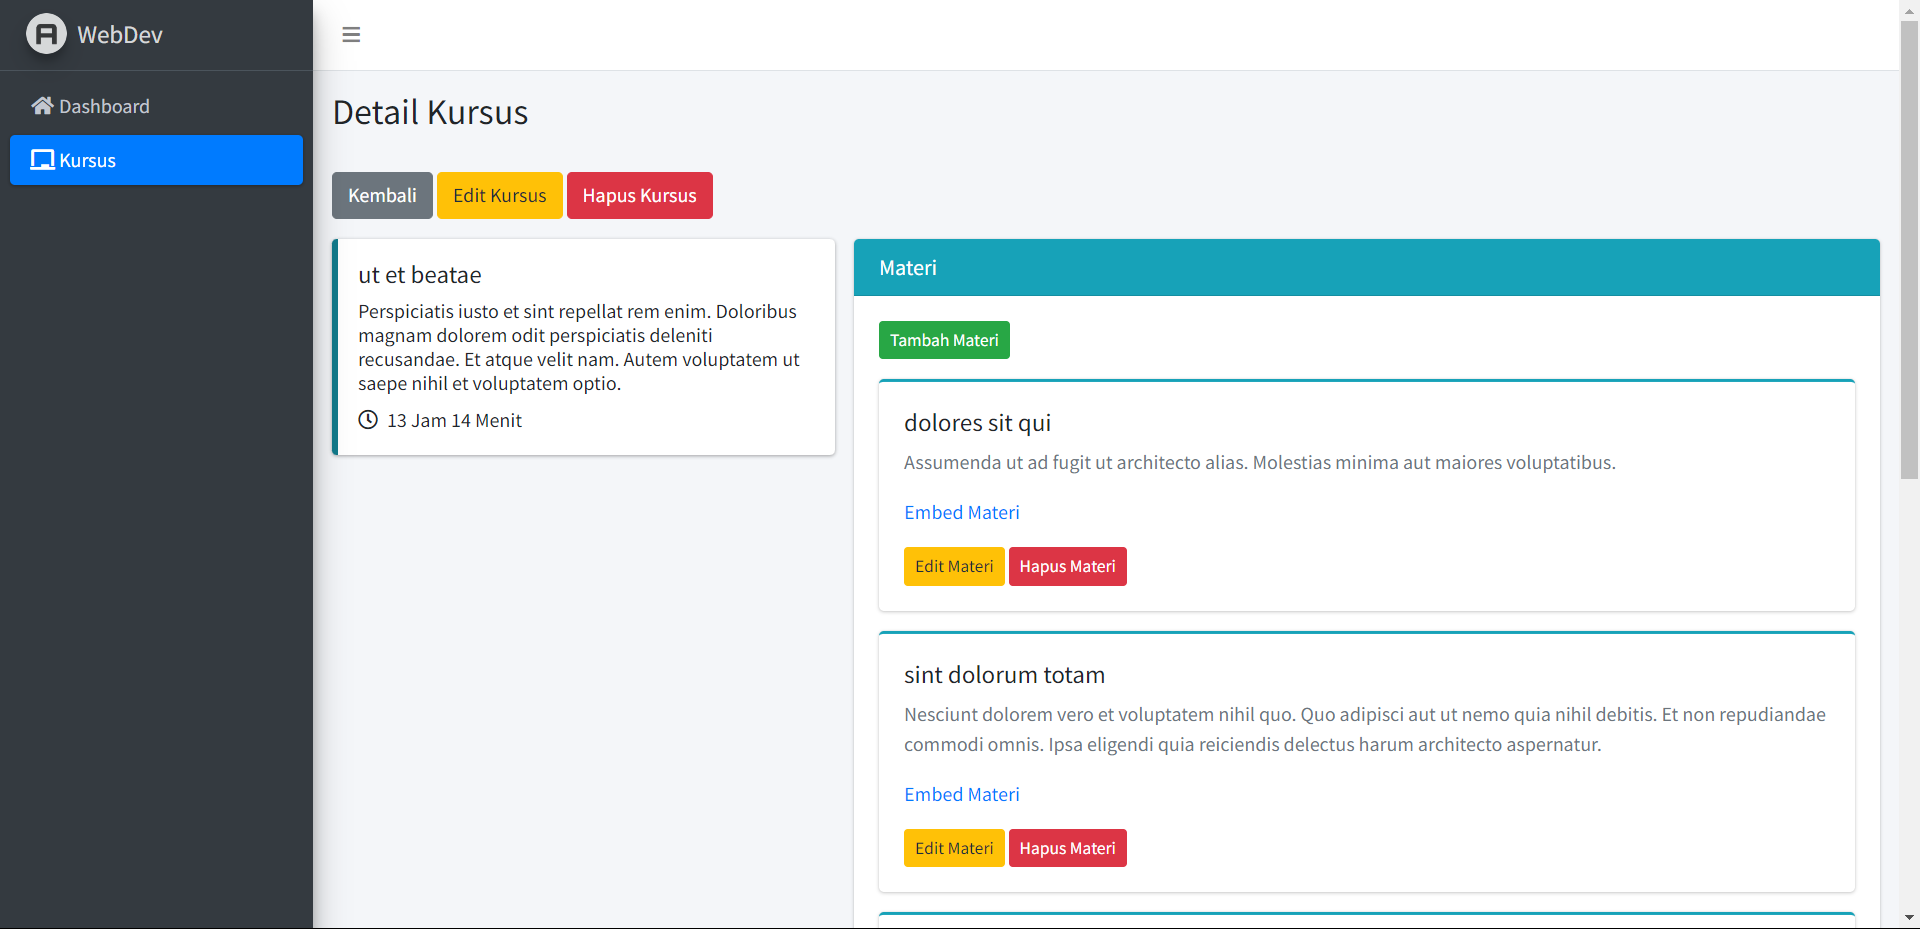 WebDev
Dashboard
Kursus
Detail Kursus
Kembali
Edit Kursus
Hapus Kursus
ut et beatae
Perspiciatis iusto et sint repellat rem enim. Doloribus
magnam dolorem odit perspiciatis deleniti
recusandae. Et atque velit nam. Autem voluptatem ut
saepe nihil et voluptatem optio.
13 Jam 14 Menit
Materi
Tambah Materi
dolores sit qui
Assumenda ut ad fugit ut architecto alias. Molestias minima aut maiores voluptatibus.
Embed Materi
Edit Materi
Hapus Materi
sint dolorum totam
Nesciunt dolorem vero et voluptatem nihil quo. Quo adipisci aut ut nemo quia nihil debitis. Et non repudiandae
commodi omnis. Ipsa eligendi quia reiciendis delectus harum architecto aspernatur.
Embed Materi
Edit Materi
Hapus Materi